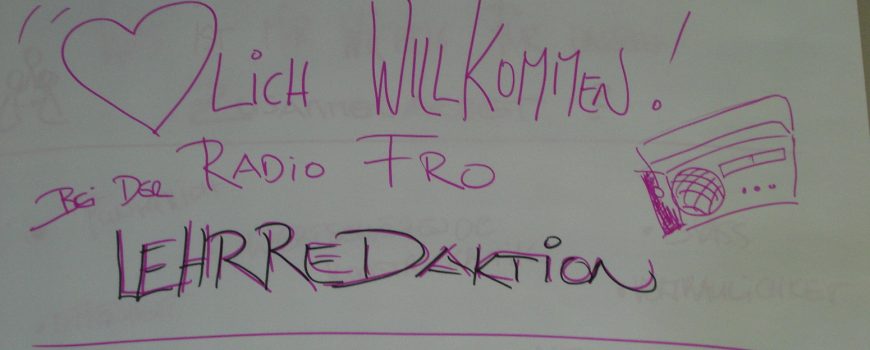 LICH WILLKOMMEN!
BEI DER RADIO FRO
LEHRREDAKTION